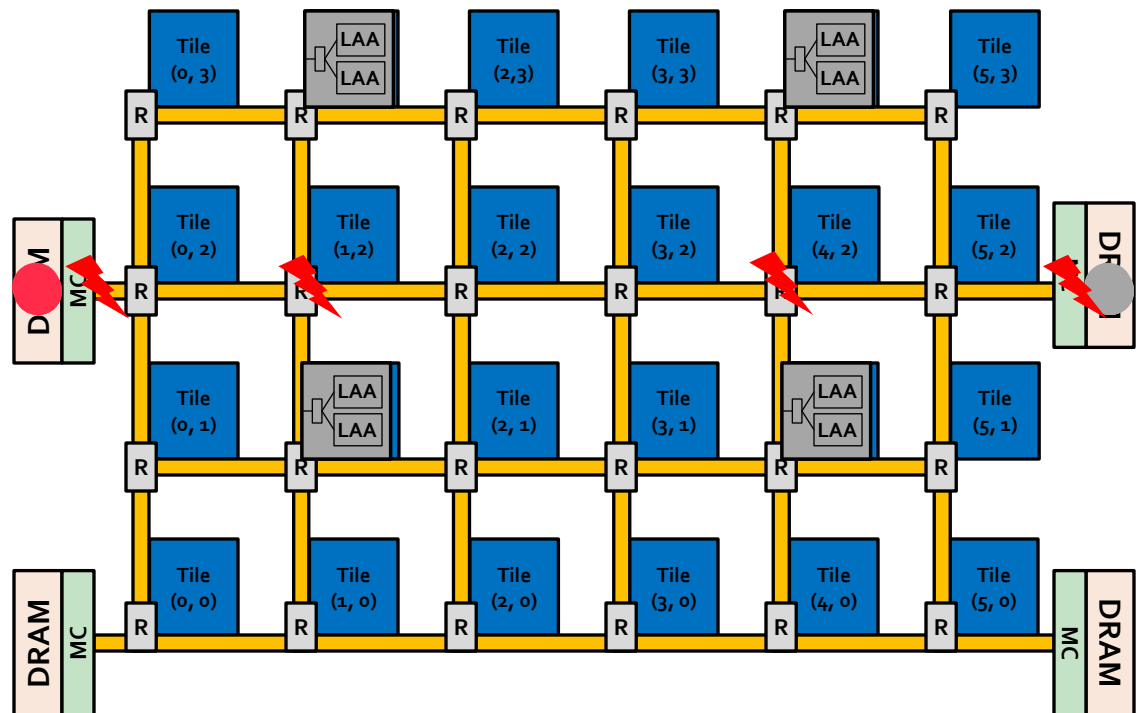 Tile
(0, 3)
LAA
LAA
Tile
(2,3)
Tile
(3, 3)
LAA
LAA
Tile
(5, 3)
R
R
R
R
R
R
Tile
(0, 2)
Tile
(1,2)
Tile
(2, 2)
Tile
(3, 2)
Tile
(4, 2)
Tile
(5, 2)
MC
R
R
R
R
Tile
(0, 1)
LAA
LAA
Tile
(2, 1)
Tile
(3, 1)
LAA
LAA
Tile
(5, 1)
R
R
R
R
R
R
Tile
(0, 0)
Tile
(1, 0)
Tile
(2, 0)
Tile
(3, 0)
Tile
(4, 0)
Tile
(5, 0)
DRAM
MC
R
R
R
R
R
R
MC
DRAM